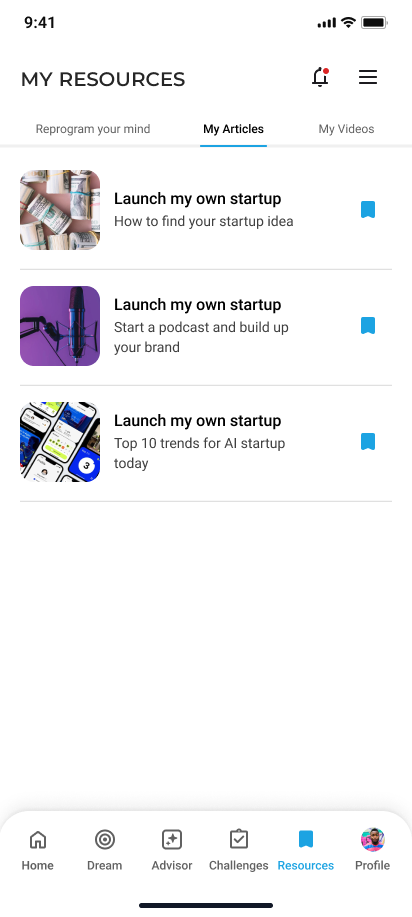 9:41
MY RESOURCES
Reprogram your mind
My Articles
My Videos
Launch my own startup
How to find your startup idea
Launch my own startup
Start a podcast and build up
your brand
Launch my own startup
Top 10 trends for AI startup
today
3
Home
Dream
Advisor
Challenges
Resources
Profile